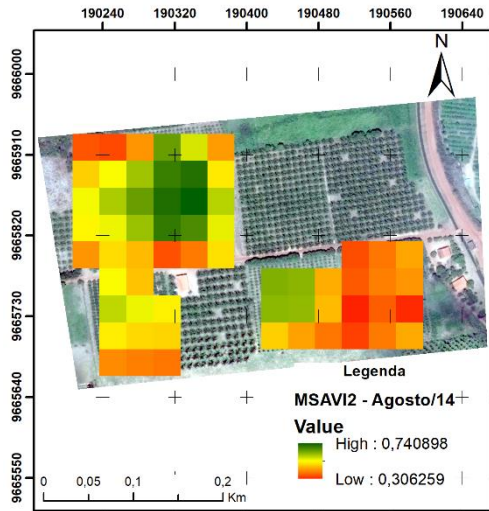 190240 190320 190400 190480 190560 190640
N
9666000
9665910
9665820
9665730
9665640
9665550
Legenda
MSAVI2 - Agosto/14
Value
High : 0,740898
Low : 0,306259
0 0,05 0,1 0,2
Km